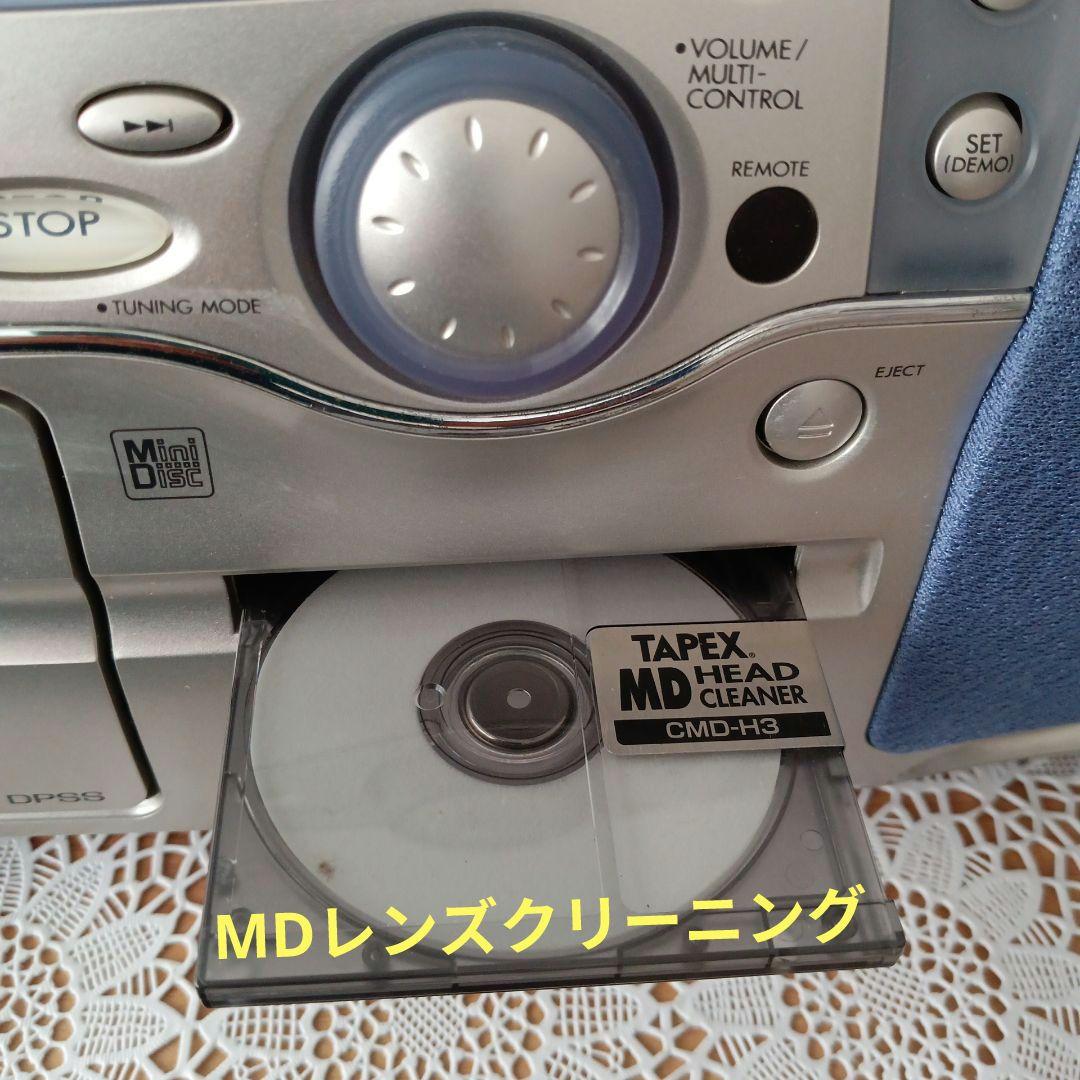 •VOLUME/
MULTI-
CONTROL
SET
(DEMO)
REMOTE
STOP
•TUNING MODE
EJECT
Mini
Disc
TAPEX®
MD HEAD
CLEANER
CMD-H3
DPSS
MDレンズクリーニング